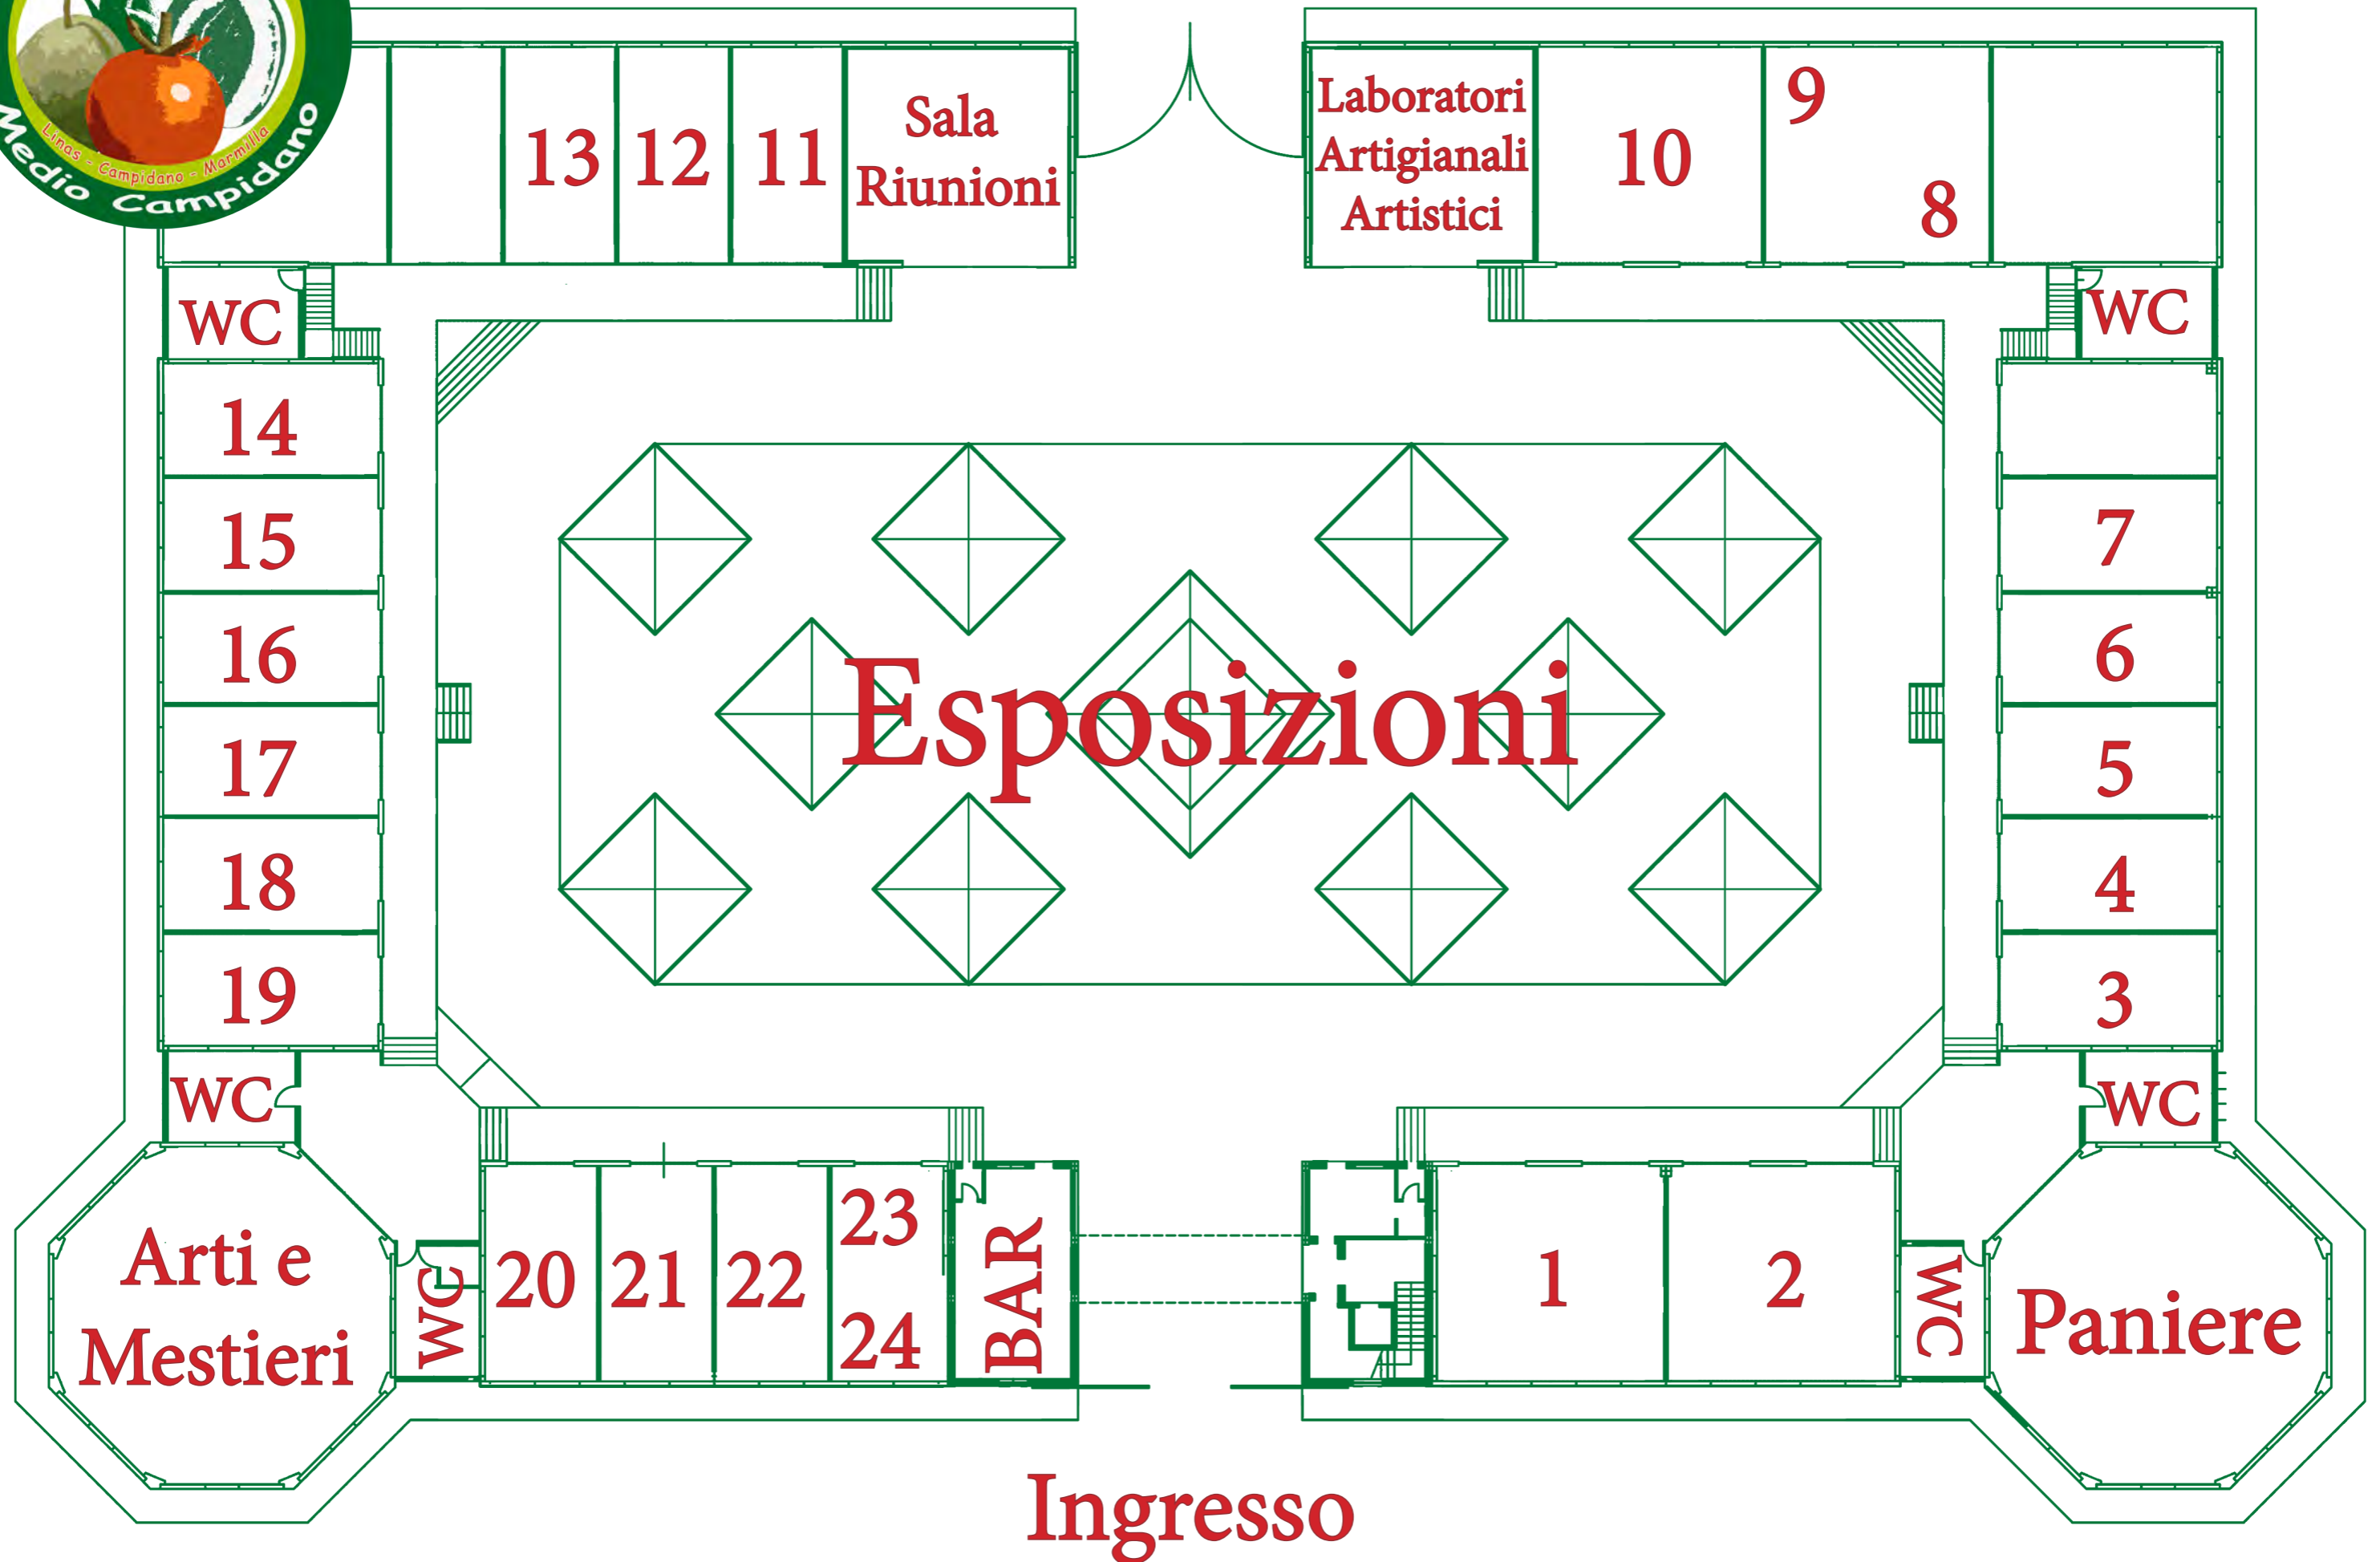 Linas - Campidano - Marmilla
Medio Campidano
13 12 11
Sala
Riunioni
Laboratori
Artigianali
Artistici
10
9
8
WC
WC
14
15
16
17
18
19
WC
Esposizioni
7
6
5
4
3
WC
Arti e
Mestieri
WC
20 21 22
23
24
BAR
1
2
WC
Paniere
Ingresso